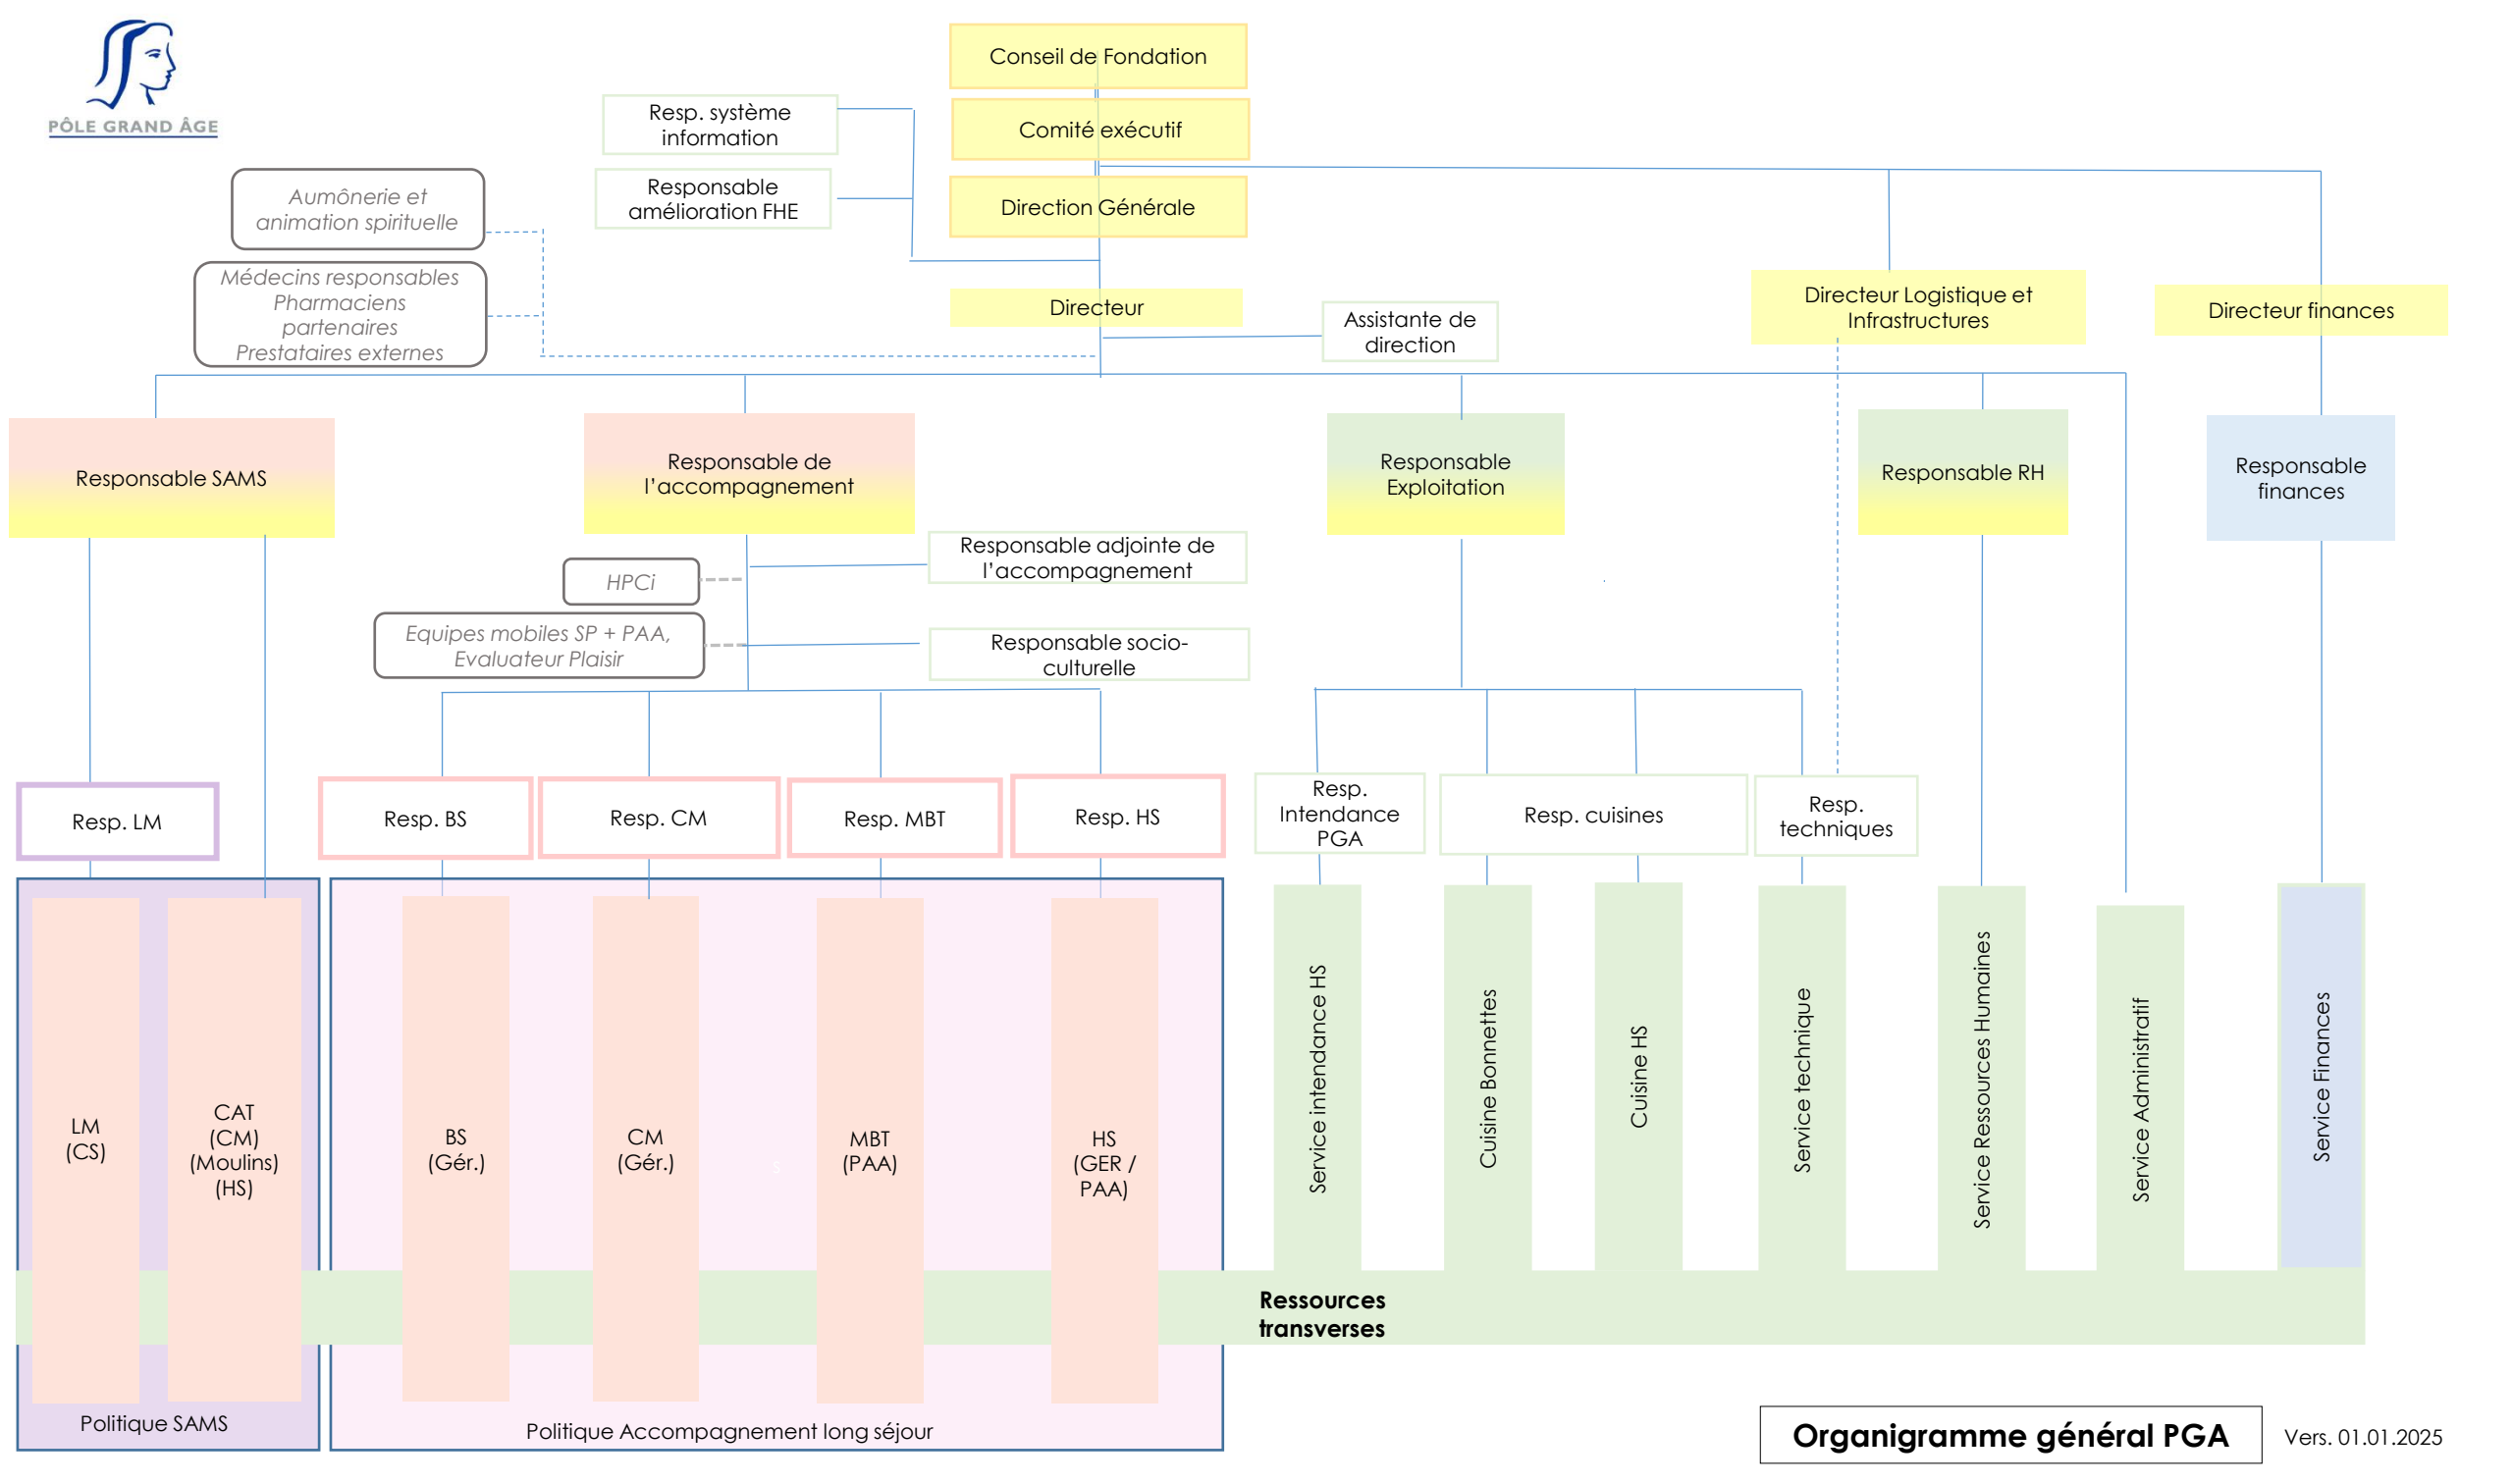 PÔLE GRAND ÂGE
Conseil de Fondation
Resp. système
information
Comité exécutif
Responsable
amélioration FHE
Direction Générale
Aumônerie et
animation spirituelle
Médecins responsables
Pharmaciens
partenaires
Prestataires externes
Directeur
Assistante de
direction
Directeur Logistique et
Infrastructures
Directeur finances
Responsable SAMS
Responsable de
l’accompagnement
Responsable
Exploitation
Responsable RH
Responsable
finances
Responsable adjointe de
l’accompagnement
HPCi
Equipes mobiles SP + PAA,
Evaluateur Plaisir
Responsable socio-
culturelle
Resp. LM
Resp. BS
Resp. CM
Resp. MBT
Resp. HS
Resp.
Intendance
PGA
Resp. cuisines
Resp.
techniques
LM
(CS)
CAT
(CM)
(Moulins)
(HS)
BS
(Gér.)
CM
(Gér.)
s
MBT
(PAA)
HS
(GER /
PAA)
Service intendance HS
Cuisine Bonnettes
Cuisine HS
Service technique
Service Ressources Humaines
Service Administratif
Service Finances
Ressources
transverses
Politique SAMS
Politique Accompagnement long séjour
Organigramme général PGA
Vers. 01.01.2025